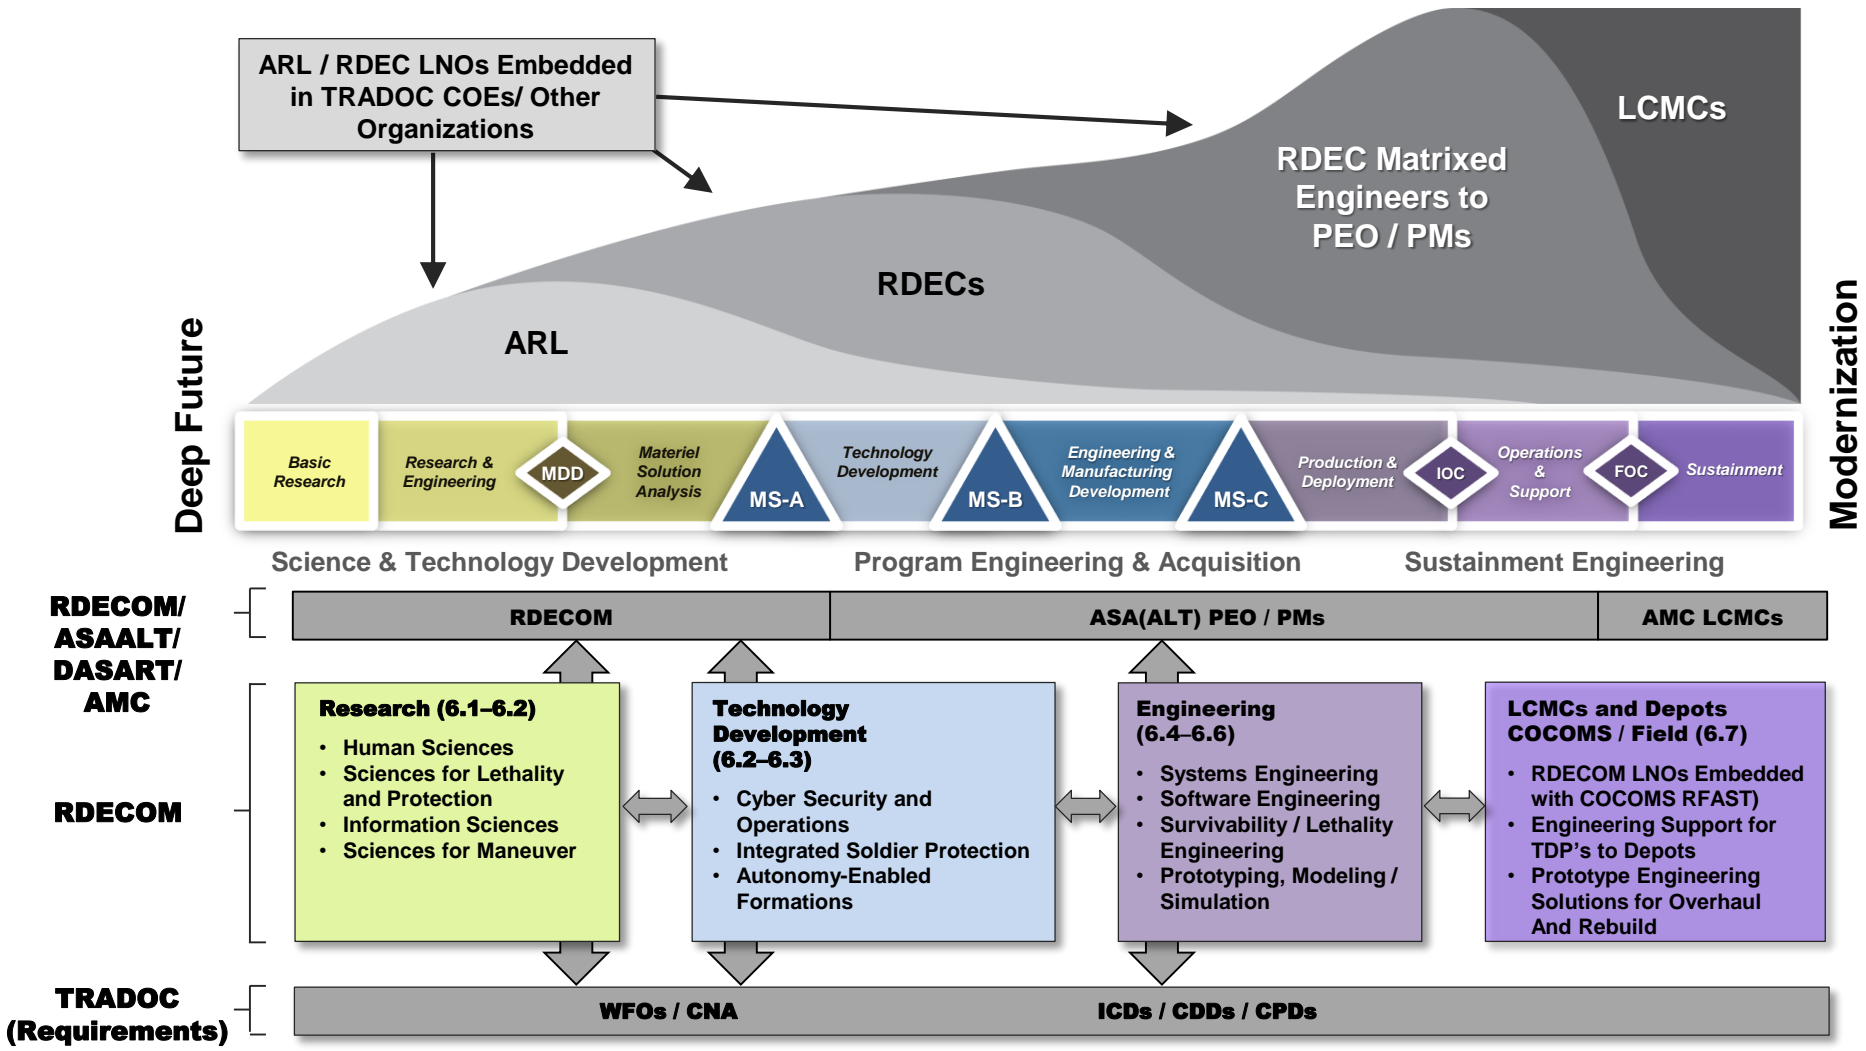 ARL / RDEC LNOs Embedded
in TRADOC COEs/ Other
Organizations
LCMCs
RDEC Matrixed
Engineers to
PEO / PMs
RDECs
ARL
Deep Future
Modernization
Basic
Research
Research &
Engineering
MDD
Materiel
Solution
Analysis
MS-A
Technology
Development
MS-B
Engineering &
Manufacturing
Development
MS-C
Production &
Deployment
IOC
Operations
&
Support
FOC
Sustainment
Science & Technology Development
Program Engineering & Acquisition
Sustainment Engineering
RDECOM/
ASAALT/
DASART/
AMC
RDECOM
ASA(ALT) PEO / PMs
AMC LCMCs
RDECOM
Research (6.1–6.2)
• Human Sciences
• Sciences for Lethality
and Protection
• Information Sciences
• Sciences for Maneuver
Technology
Development
(6.2–6.3)
• Cyber Security and
Operations
• Integrated Soldier Protection
• Autonomy-Enabled
Formations
Engineering
(6.4–6.6)
• Systems Engineering
• Software Engineering
• Survivability / Lethality
Engineering
• Prototyping, Modeling /
Simulation
LCMCs and Depots
COCOMS / Field (6.7)
• RDECOM LNOs Embedded
with COCOMS RFAST)
• Engineering Support for
TDP's to Depots
• Prototype Engineering
Solutions for Overhaul
And Rebuild
TRADOC
(Requirements)
WFOs / CNA
ICDs / CDDs / CPDs